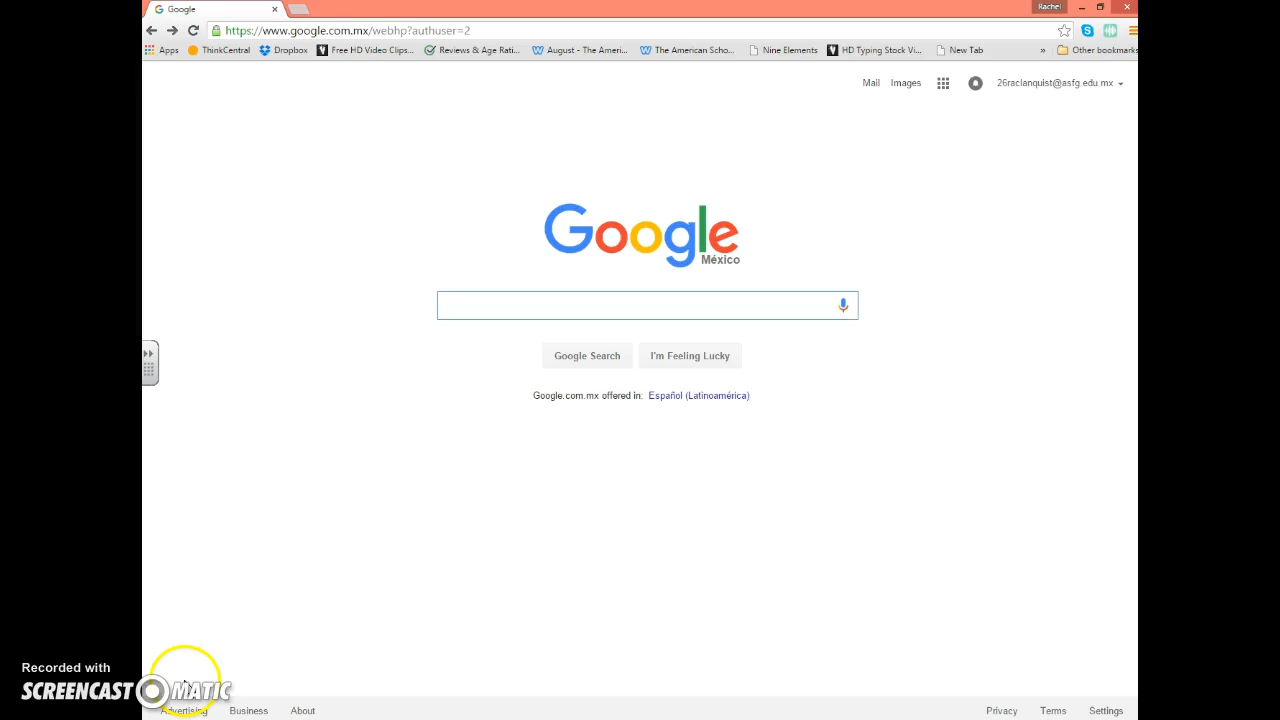 Google
Rachel
https://www.google.com.mx/webhp?authuser=2
Apps ThinkCentral Dropbox Free HD Video Clips... Reviews & Age Rati... August - The Ameri... The American Scho... Nine Elements HD Typing Stock Vi... New Tab » Other bookmarks
Mail Images 26raclanquist@asfg.edu.mx
Google
México
Google Search I'm Feeling Lucky
Google.com.mx offered in: Español (Latinoamérica)
Recorded with
SCREENCAST MATIC
Advertising Business About Privacy Terms Settings